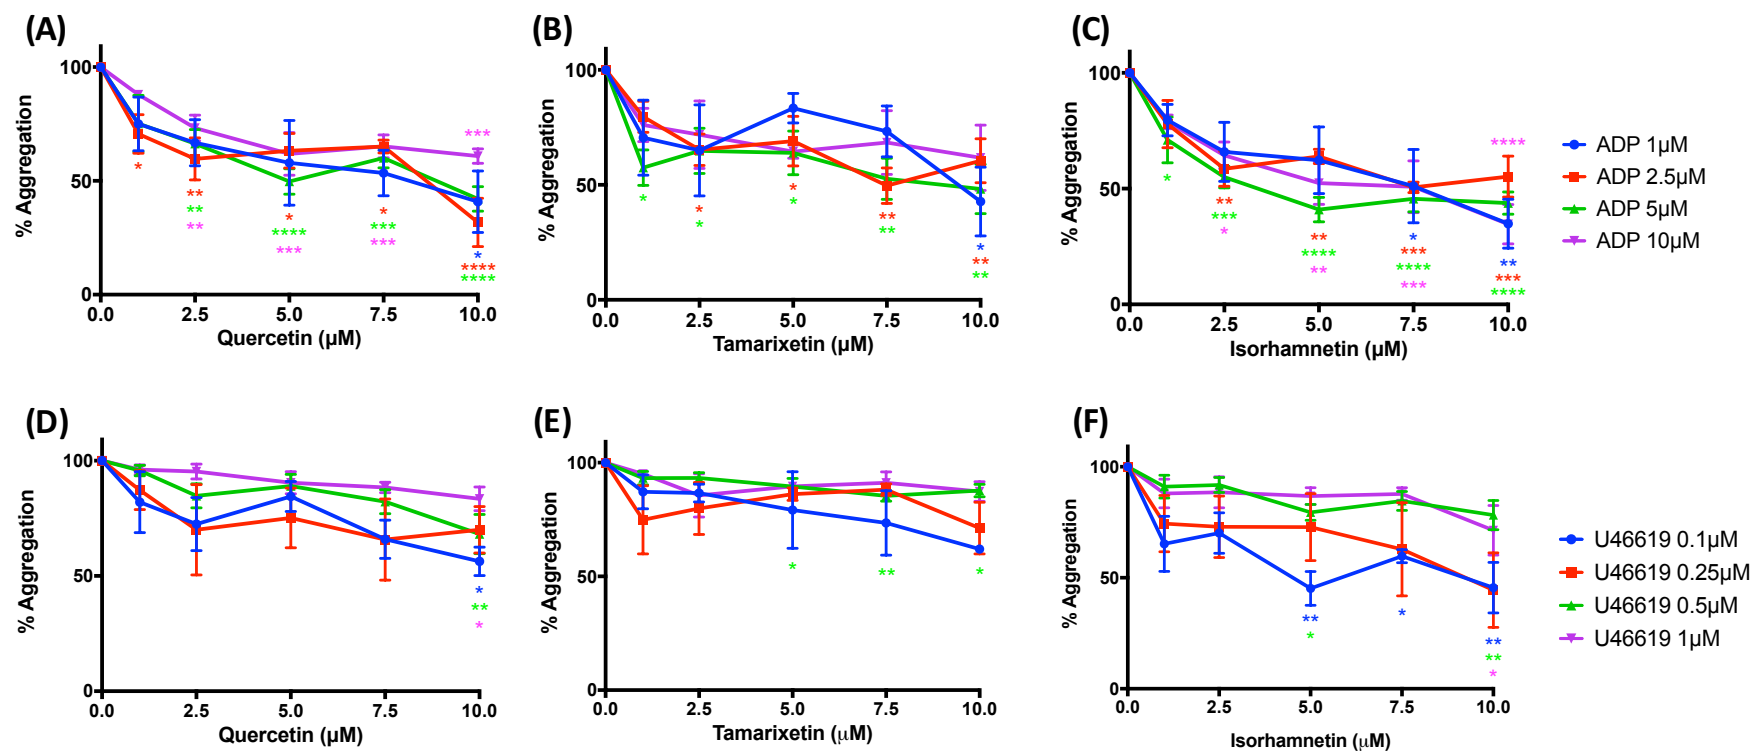 (A)
% Aggregation
100
50
0
0.0 2.5 5.0 7.5 10.0
Quercetin (µM)
*
**
**
**
*
****
***
*
***
***
***
*
****
****
(B)
% Aggregation
100
50
0
0.0 2.5 5.0 7.5 10.0
Tamarixetin (µM)
*
*
*
*
*
**
**
*
**
**
(C)
% Aggregation
100
50
0
0.0 2.5 5.0 7.5 10.0
Isorhamnetin (µM)
*
**
***
*
**
****
**
*
***
****
***
****
**
***
****
ADP 1µM
ADP 2.5µM
ADP 5µM
ADP 10µM
(D)
% Aggregation
100
50
0
0.0 2.5 5.0 7.5 10.0
Quercetin (µM)
*
**
*
(E)
% Aggregation
100
50
0
0.0 2.5 5.0 7.5 10.0
Tamarixetin (µM)
*
**
*
(F)
% Aggregation
100
50
0
0.0 2.5 5.0 7.5 10.0
Isorhamnetin (µM)
**
*
*
**
**
*
U46619 0.1µM
U46619 0.25µM
U46619 0.5µM
U46619 1µM